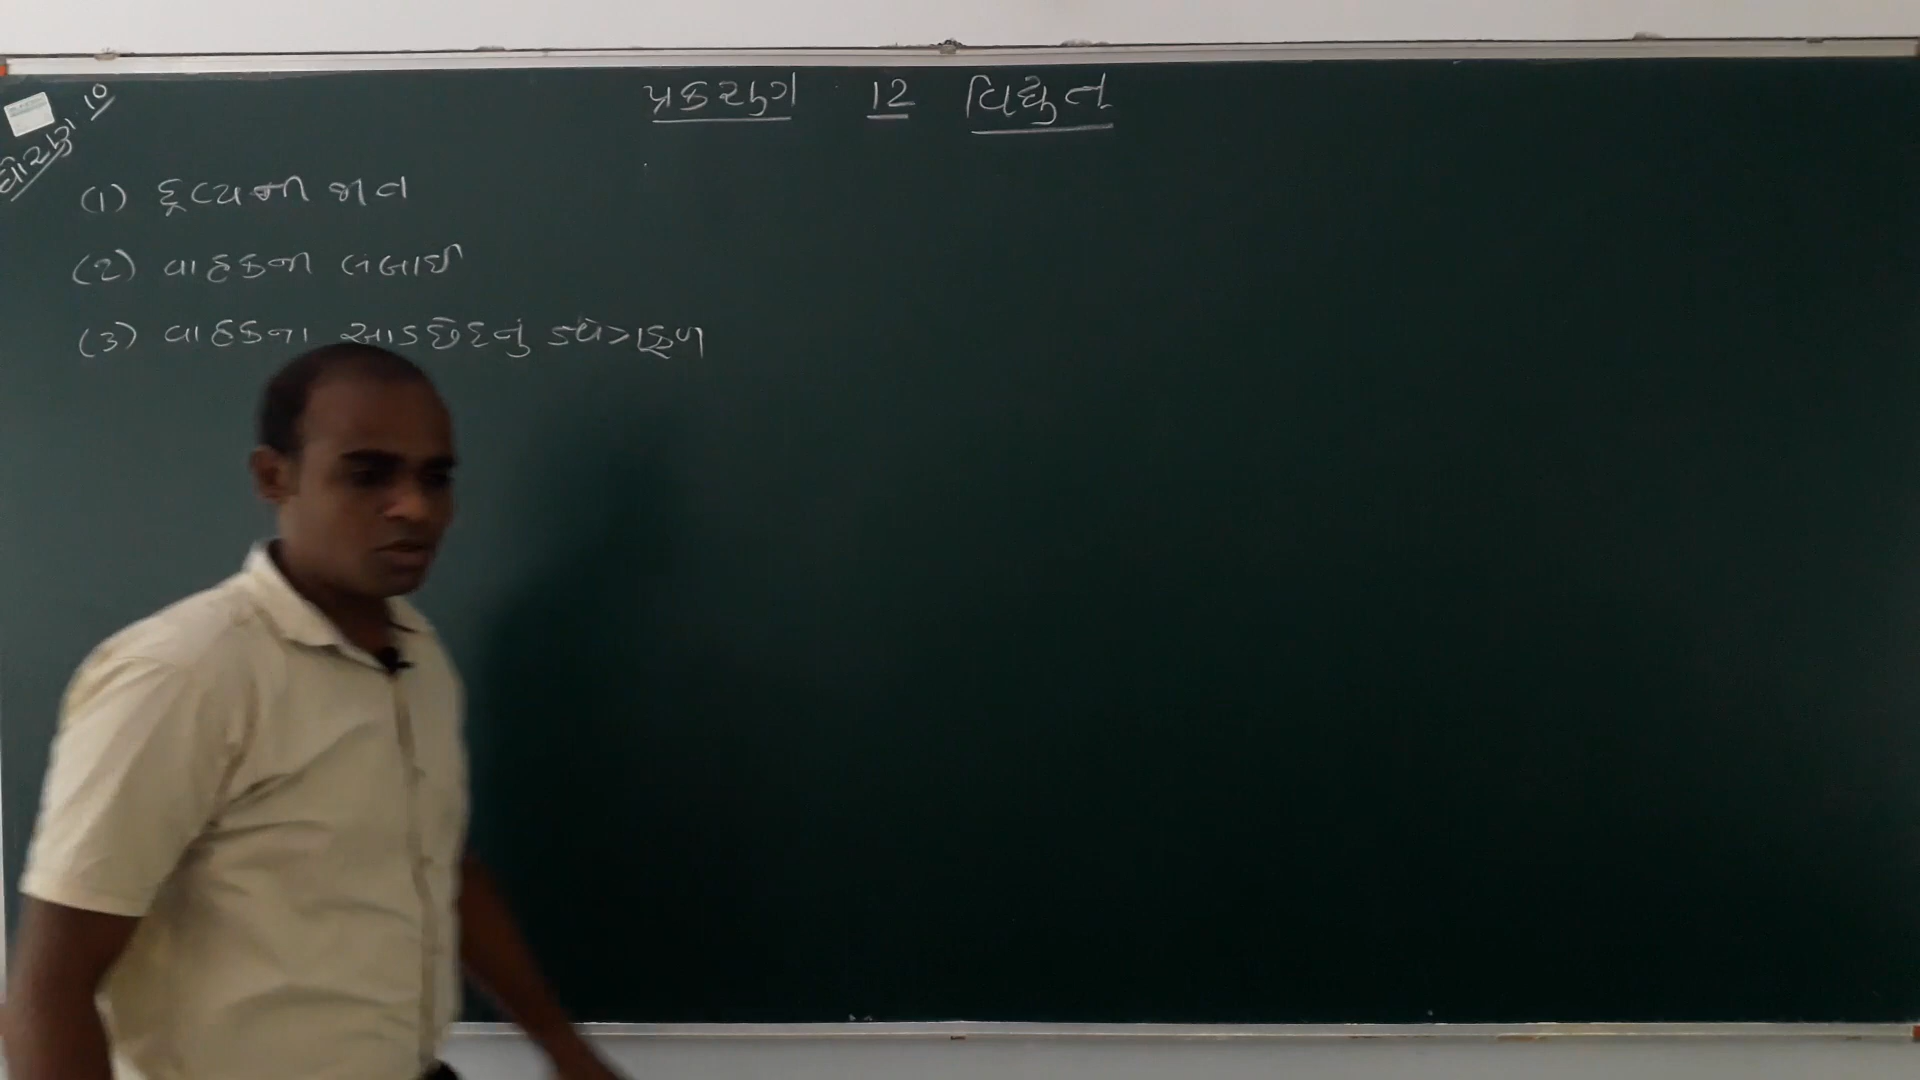 ધોરણ 10
પ્રકરણ 12 વિદ્યુત
(1) દ્રવ્યની જાત
(2) વાહકની લંબાઈ
(3) વાહકના આડછેદનું ક્ષેત્રફળ